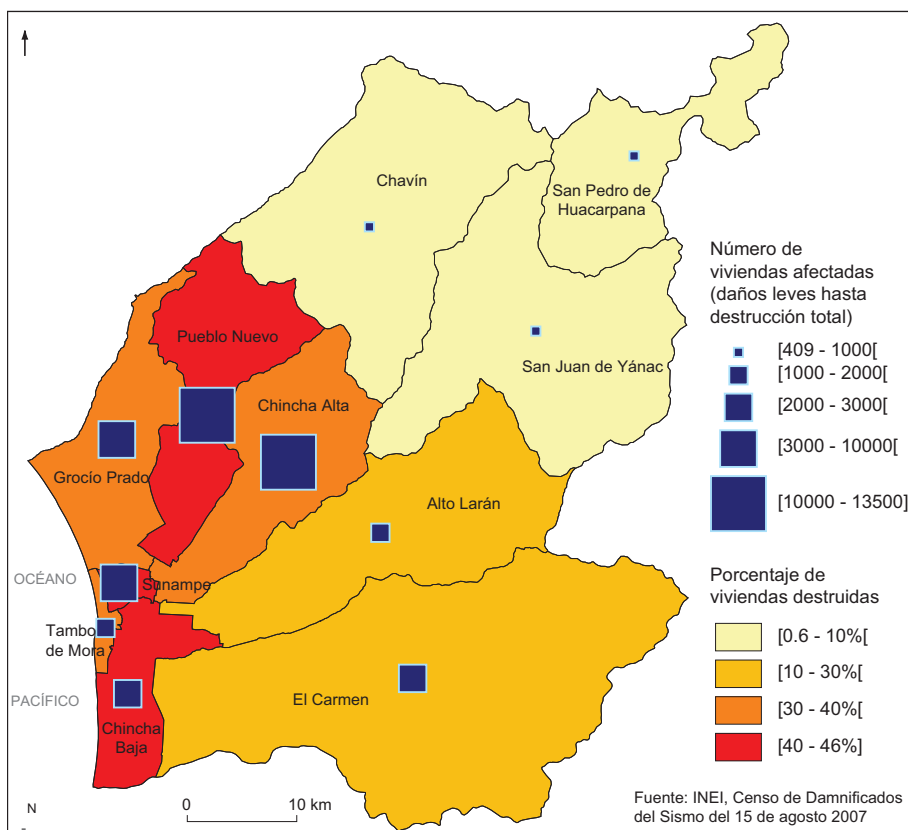 Chavín
San Pedro de
Huacarpana
Pueblo Nuevo
San Juan de Yánac
Chincha Alta
Grocío Prado
Alto Larán
OCÉANO
Sunampe
Tambo
de Mora
PACÍFICO
El Carmen
Chincha
Baja
N
0 10 km
Número de
viviendas afectadas
(daños leves hasta
destrucción total)
[409 - 1000[
[1000 - 2000[
[2000 - 3000[
[3000 - 10000[
[10000 - 13500]
Porcentaje de
viviendas destruidas
[0.6 - 10%[
[10 - 30%[
[30 - 40%[
[40 - 46%]
Fuente: INEI, Censo de Damnificados
del Sismo del 15 de agosto 2007